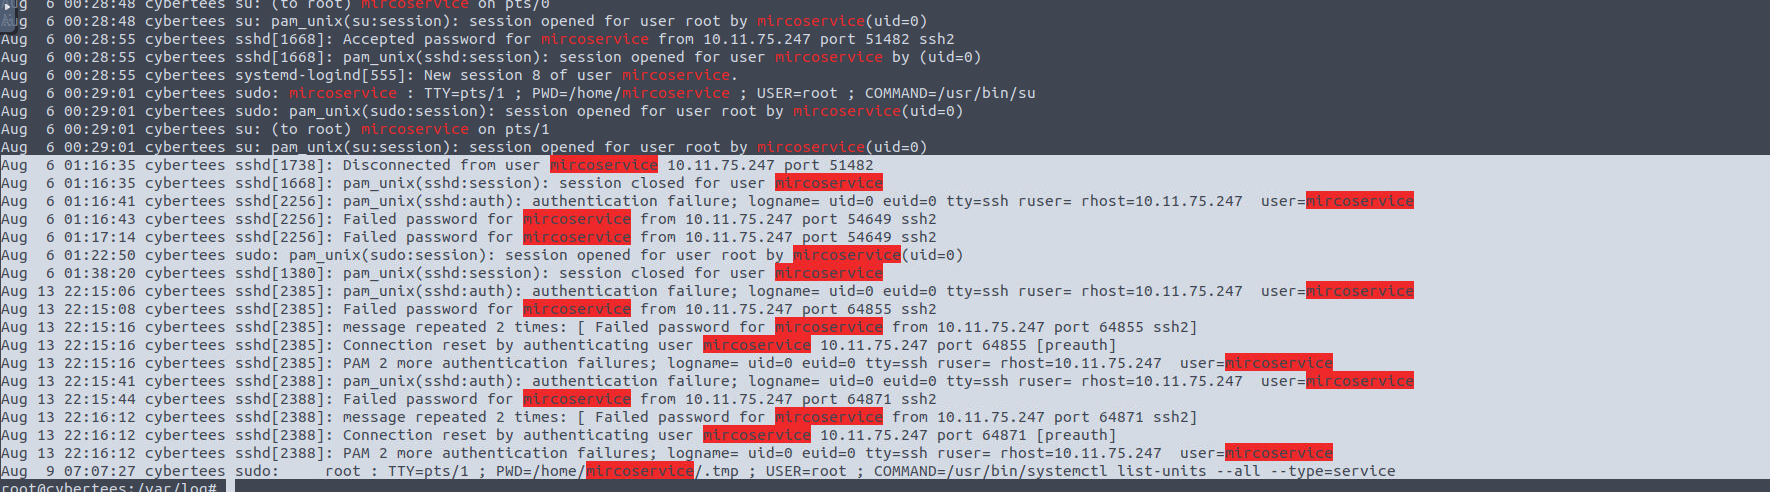 Aug  6 00:28:48 cybertees su: (to root) mircoservice on pts/0
Aug  6 00:28:48 cybertees su: pam_unix(su:session): session opened for user root by mircoservice(uid=0)
Aug  6 00:28:55 cybertees sshd[1668]: Accepted password for mircoservice from 10.11.75.247 port 51482 ssh2
Aug  6 00:28:55 cybertees sshd[1668]: pam_unix(sshd:session): session opened for user mircoservice by (uid=0)
Aug  6 00:28:55 cybertees systemd-logind[555]: New session 8 of user mircoservice.
Aug  6 00:29:01 cybertees sudo: mircoservice : TTY=pts/1 ; PWD=/home/mircoservice ; USER=root ; COMMAND=/usr/bin/su
Aug  6 00:29:01 cybertees sudo: pam_unix(sudo:session): session opened for user root by mircoservice(uid=0)
Aug  6 00:29:01 cybertees su: (to root) mircoservice on pts/1
Aug  6 00:29:01 cybertees su: pam_unix(su:session): session opened for user root by mircoservice(uid=0)
Aug  6 01:16:35 cybertees sshd[1738]: Disconnected from user mircoservice 10.11.75.247 port 51482
Aug  6 01:16:35 cybertees sshd[1668]: pam_unix(sshd:session): session closed for user mircoservice
Aug  6 01:16:41 cybertees sshd[2256]: pam_unix(sshd:auth): authentication failure; logname= uid=0 euid=0 tty=ssh ruser= rhost=10.11.75.247  user=mircoservice
Aug  6 01:16:43 cybertees sshd[2256]: Failed password for mircoservice from 10.11.75.247 port 54649 ssh2
Aug  6 01:17:14 cybertees sshd[2256]: Failed password for mircoservice from 10.11.75.247 port 54649 ssh2
Aug  6 01:22:50 cybertees sudo: pam_unix(sudo:session): session opened for user root by mircoservice(uid=0)
Aug  6 01:38:20 cybertees sshd[1380]: pam_unix(sshd:session): session closed for user mircoservice
Aug 13 22:15:06 cybertees sshd[2385]: pam_unix(sshd:auth): authentication failure; logname= uid=0 euid=0 tty=ssh ruser= rhost=10.11.75.247  user=mircoservice
Aug 13 22:15:08 cybertees sshd[2385]: Failed password for mircoservice from 10.11.75.247 port 64855 ssh2
Aug 13 22:15:16 cybertees sshd[2385]: message repeated 2 times: [ Failed password for mircoservice from 10.11.75.247 port 64855 ssh2]
Aug 13 22:15:16 cybertees sshd[2385]: Connection reset by authenticating user mircoservice 10.11.75.247 port 64855 [preauth]
Aug 13 22:15:16 cybertees sshd[2385]: PAM 2 more authentication failures; logname= uid=0 euid=0 tty=ssh ruser= rhost=10.11.75.247  user=mircoservice
Aug 13 22:15:41 cybertees sshd[2388]: pam_unix(sshd:auth): authentication failure; logname= uid=0 euid=0 tty=ssh ruser= rhost=10.11.75.247  user=mircoservice
Aug 13 22:15:44 cybertees sshd[2388]: Failed password for mircoservice from 10.11.75.247 port 64871 ssh2
Aug 13 22:16:12 cybertees sshd[2388]: message repeated 2 times: [ Failed password for mircoservice from 10.11.75.247 port 64871 ssh2]
Aug 13 22:16:12 cybertees sshd[2388]: Connection reset by authenticating user mircoservice 10.11.75.247 port 64871 [preauth]
Aug 13 22:16:12 cybertees sshd[2388]: PAM 2 more authentication failures; logname= uid=0 euid=0 tty=ssh ruser= rhost=10.11.75.247  user=mircoservice
Aug  9 07:07:27 cybertees sudo:     root : TTY=pts/1 ; PWD=/home/mircoservice/.tmp ; USER=root ; COMMAND=/usr/bin/systemctl list-units --all --type=service
root@cybertees:/var/log#